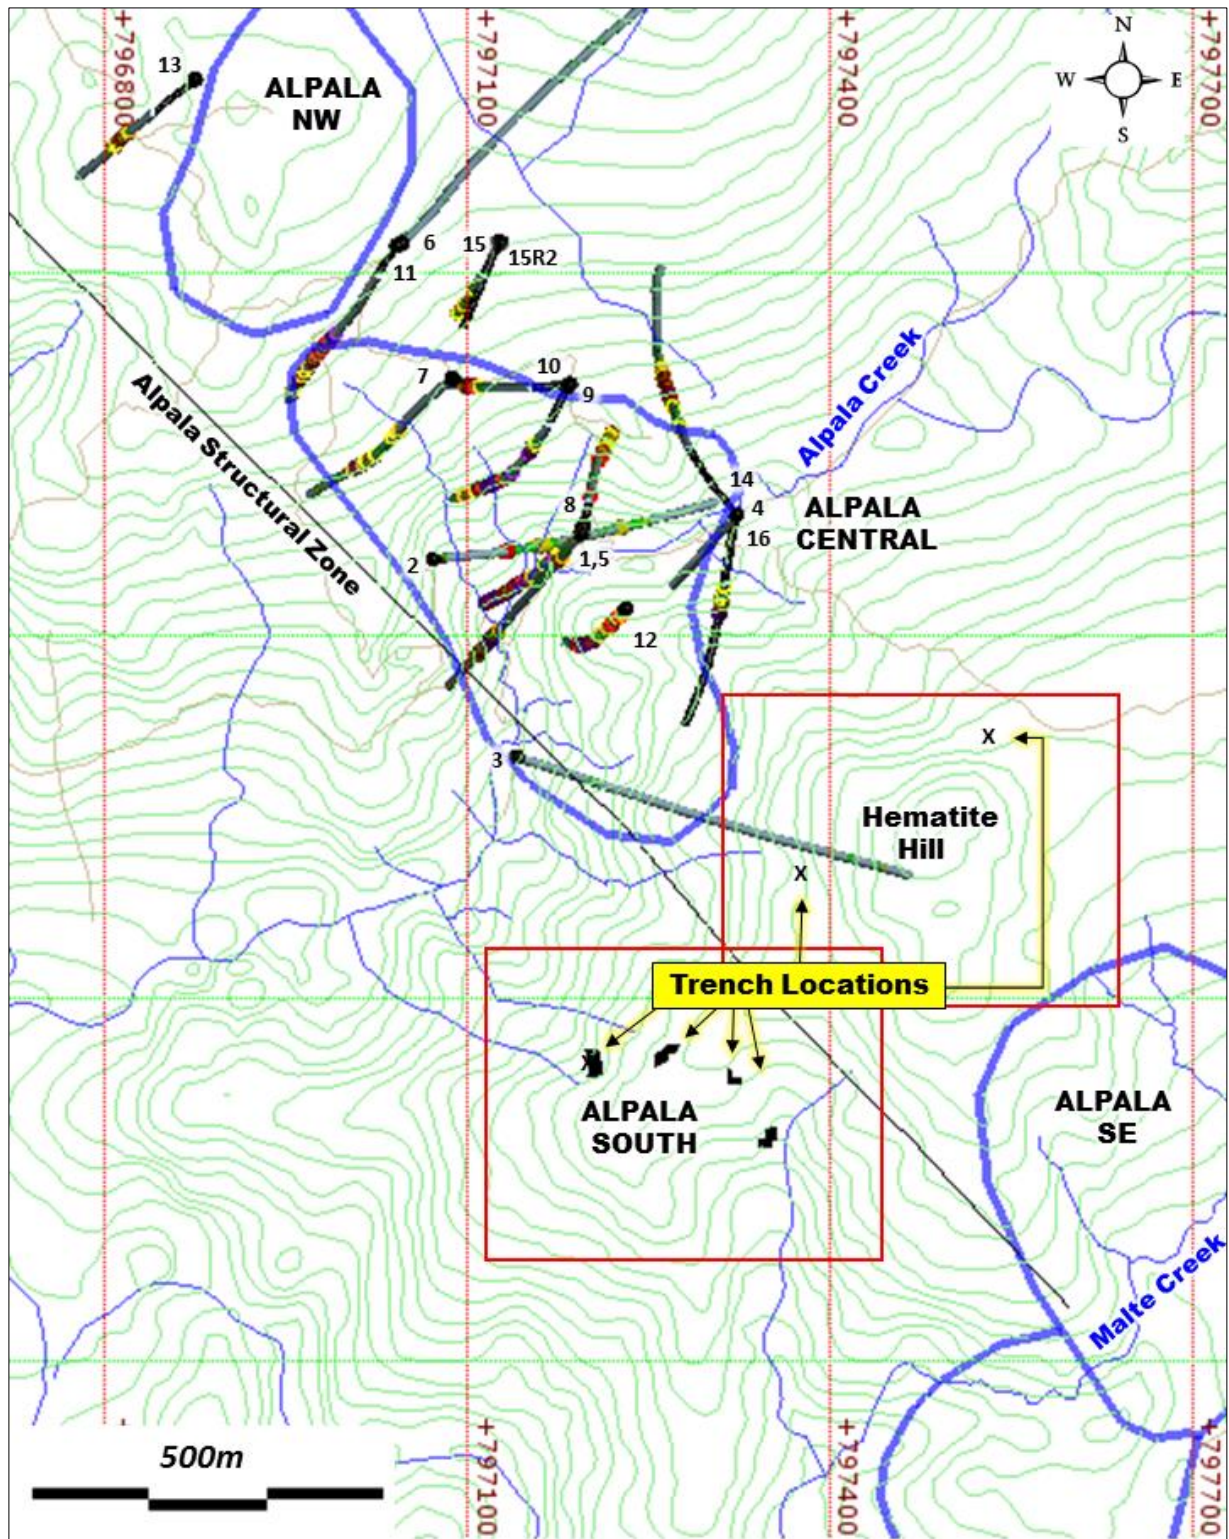 +796800
+797100
+797400
+797700
N
W
E
S
13
ALPALA
NW
6
15
11
15R2
7
10
9
Alpala Creek
Alpala Structural Zone
14
8
4
ALPALA
CENTRAL
16
2
1,5
12
3
X
Hematite
Hill
X
Trench Locations
X
ALPALA
SOUTH
ALPALA
SE
Malte Creek
500m
+797100
+797400
+797700